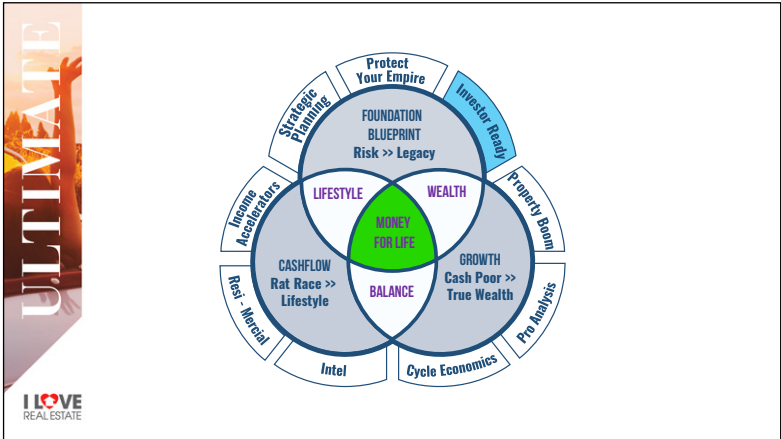 ULTIMATE
I LOVE
REAL ESTATE
Protect
Your Empire
Investor Ready
Property Boom
Pro Analysis
Cycle Economics
Intel
Resi - Mercial
Income
Accelerators
Strategic
Planning
FOUNDATION
BLUEPRINT
Risk >> Legacy
LIFESTYLE
WEALTH
MONEY
FOR LIFE
CASHFLOW
Rat Race >>
Lifestyle
GROWTH
Cash Poor >>
True Wealth
BALANCE